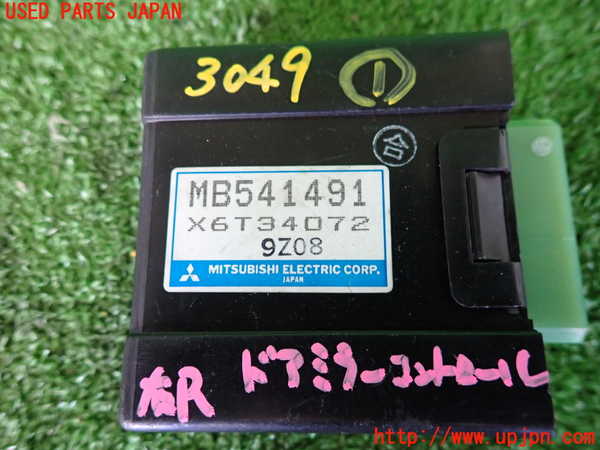 USED PARTS JAPAN
3049 ①
合
MB541491
X6T34072
9Z08
MITSUBISHI ELECTRIC CORP.
JAPAN
右R ドアミラーコントロール
http://www.upjpn.com/